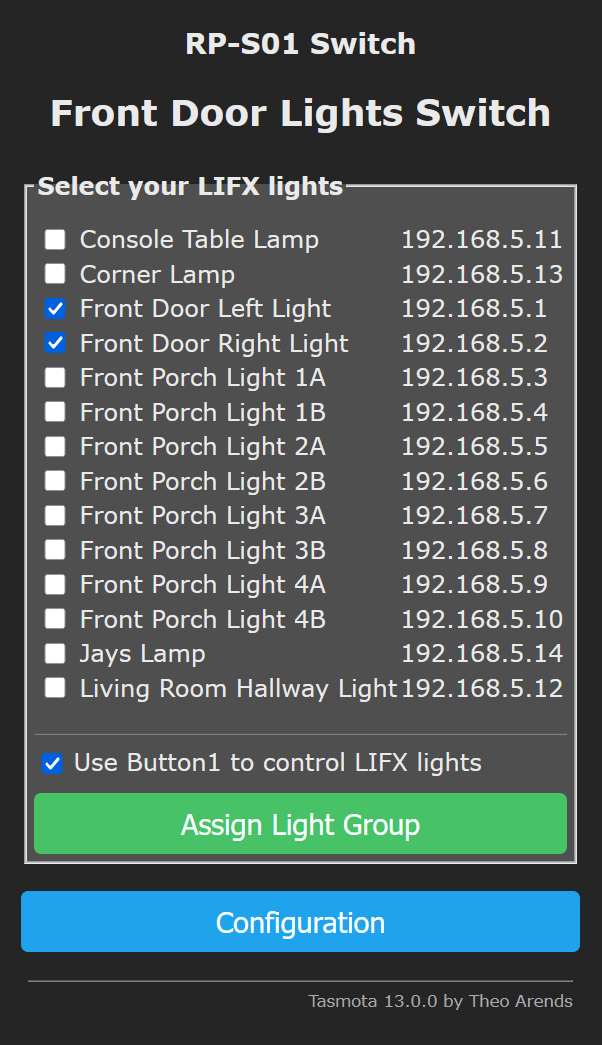 RP-S01 Switch
Front Door Lights Switch
Select your LIFX lights
Console Table Lamp 192.168.5.11
Corner Lamp 192.168.5.13
Front Door Left Light 192.168.5.1
Front Door Right Light 192.168.5.2
Front Porch Light 1A 192.168.5.3
Front Porch Light 1B 192.168.5.4
Front Porch Light 2A 192.168.5.5
Front Porch Light 2B 192.168.5.6
Front Porch Light 3A 192.168.5.7
Front Porch Light 3B 192.168.5.8
Front Porch Light 4A 192.168.5.9
Front Porch Light 4B 192.168.5.10
Jays Lamp 192.168.5.14
Living Room Hallway Light 192.168.5.12
Use Button1 to control LIFX lights
Assign Light Group
Configuration
Tasmota 13.0.0 by Theo Arends